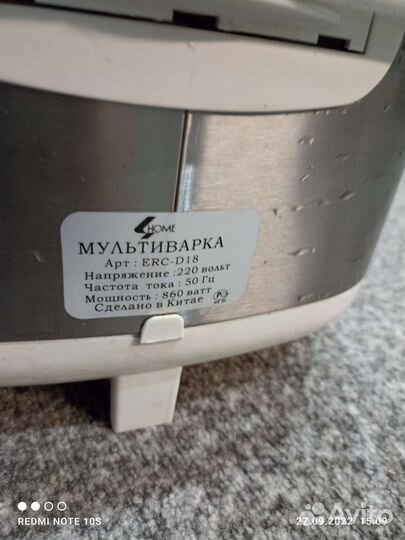 4HOME
МУЛЬТИВАРКА
Арт : ERC-D18
Напряжение :220 вольт
Частота тока : 50 Гц
Мощность : 860 ватт
Сделано в Китае
REDMI NOTE 10S
27.09.2022 15:09
Avito